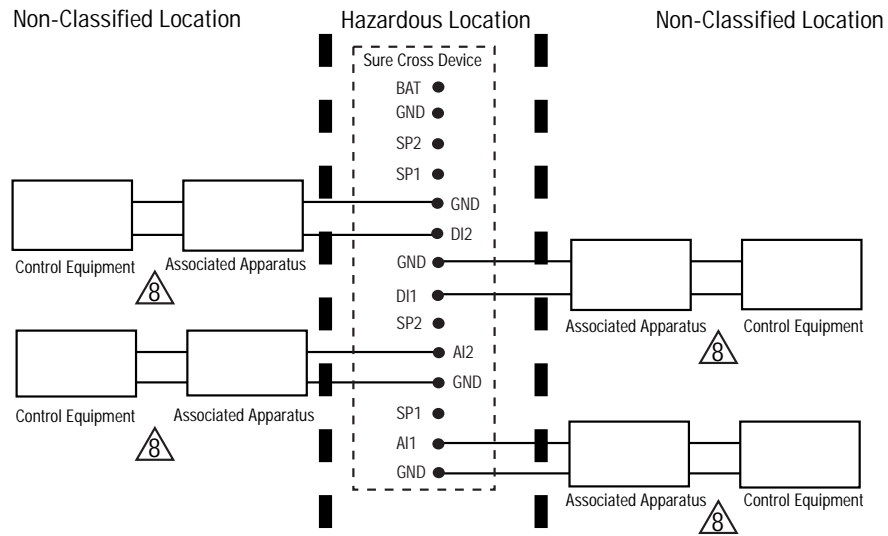 Non-Classified Location
Hazardous Location
Non-Classified Location
Sure Cross Device
BAT
GND
SP2
SP1
GND
DI2
GND
DI1
SP2
AI2
GND
SP1
AI1
GND
Control Equipment
Associated Apparatus
8
Associated Apparatus
Control Equipment
8
Control Equipment
Associated Apparatus
8
Associated Apparatus
Control Equipment
8